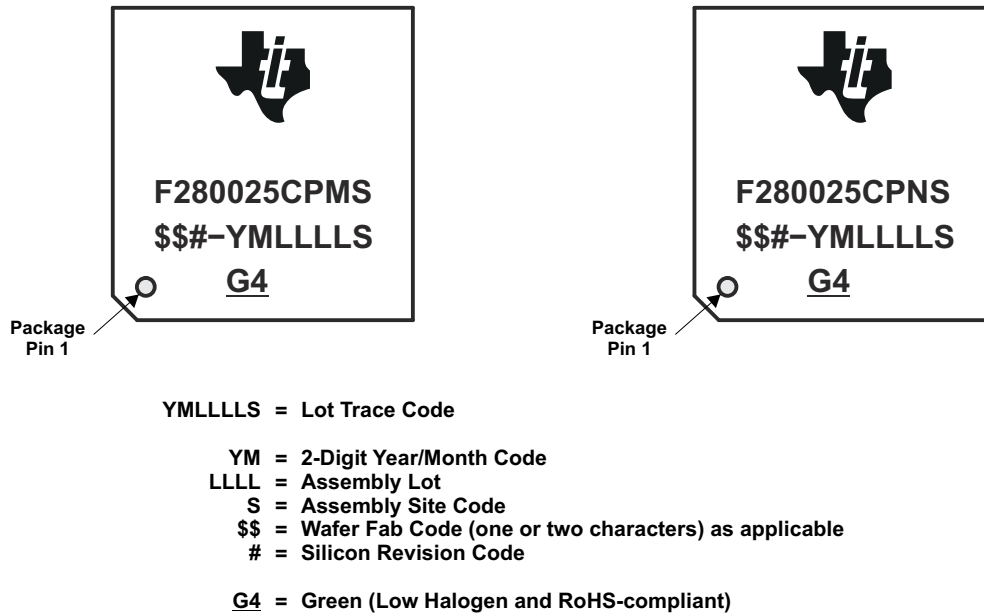 F280025CPMS
$$#−YMLLLLS
G4
Package
Pin 1
F280025CPNS
$$#−YMLLLLS
G4
Package
Pin 1
YMLLLLS = Lot Trace Code
YM = 2-Digit Year/Month Code
LLLL = Assembly Lot
S = Assembly Site Code
$$ = Wafer Fab Code (one or two characters) as applicable
# = Silicon Revision Code
G4 = Green (Low Halogen and RoHS-compliant)